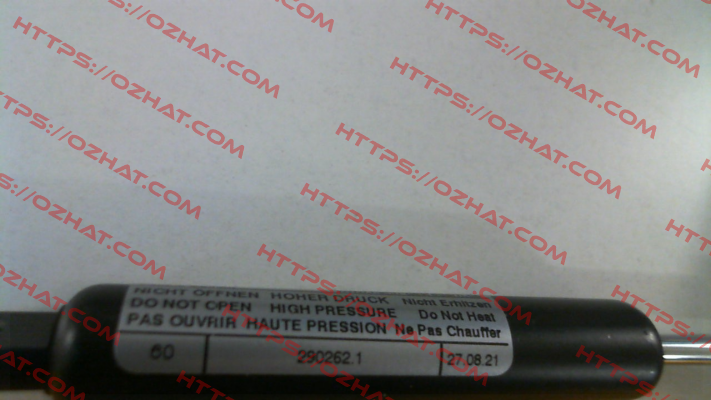 HTTPS://OZHAT.COM
NICHT ÖFFNEN HOHER DRUCK Nicht Erhitzen
DO NOT OPEN HIGH PRESSURE Do Not Heat
PAS OUVRIR HAUTE PRESSION Ne Pas Chauffer
60 290262.1 27.08.21